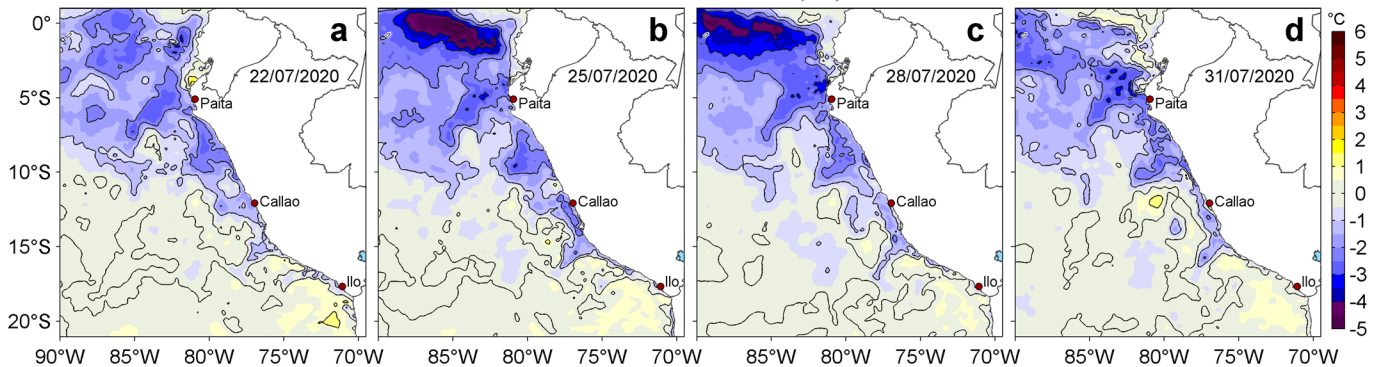 a b c d
°C
22/07/2020 25/07/2020 28/07/2020 31/07/2020
Paita Paita Paita Paita
Callao Callao Callao Callao
Ilo Ilo Ilo Ilo
0°
5°S
10°S
15°S
20°S
90°W 85°W 80°W 75°W 70°W 85°W 80°W 75°W 70°W 85°W 80°W 75°W 70°W 85°W 80°W 75°W 70°W
6
5
4
3
2
1
0
-1
-2
-3
-4
-5